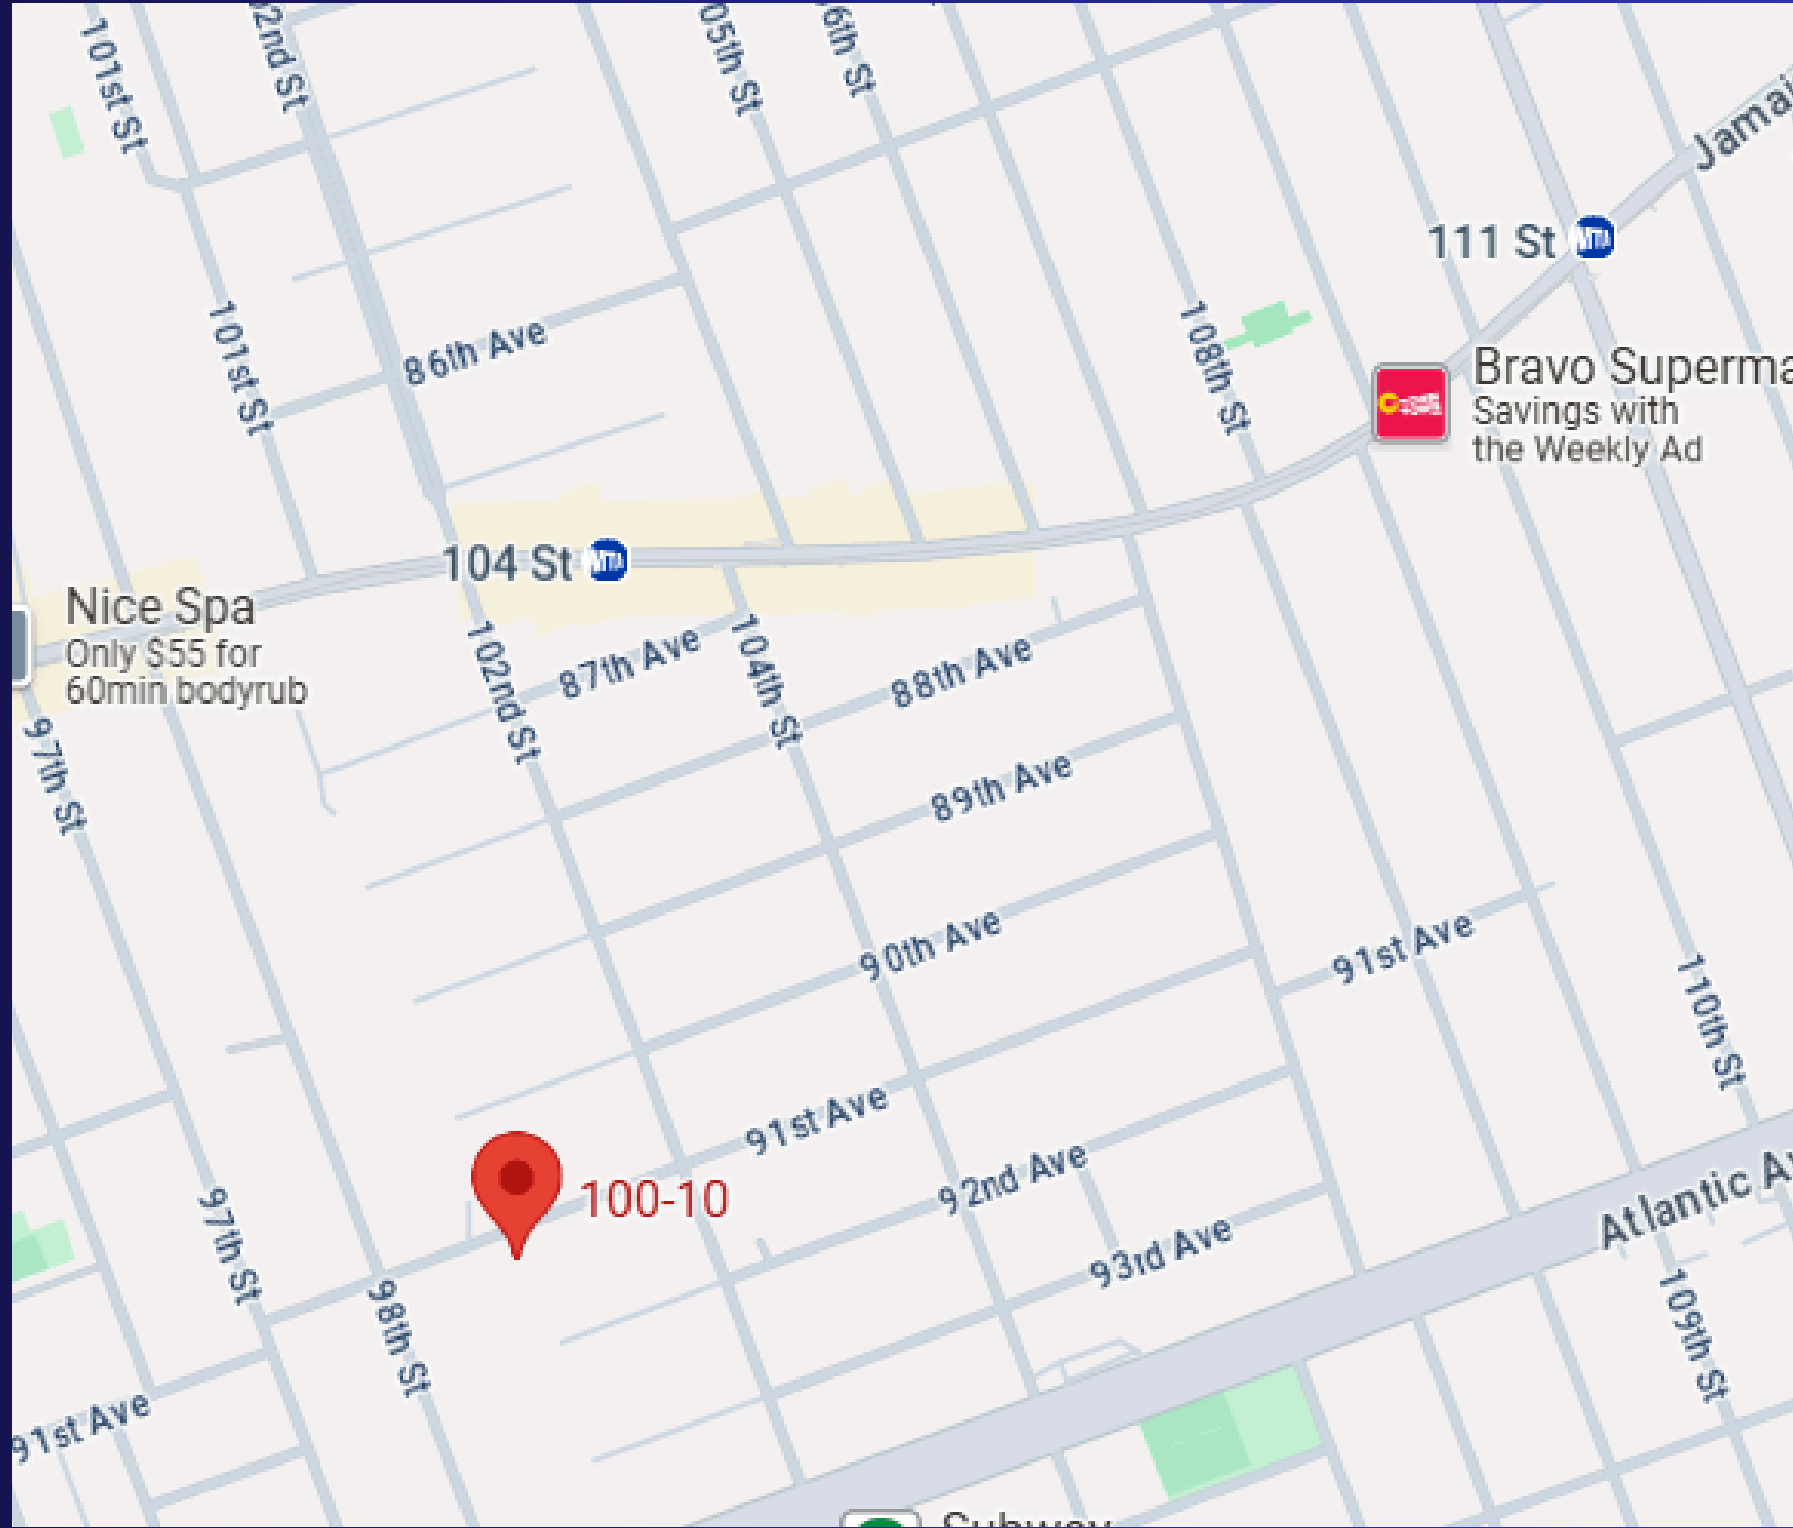 101st St
2nd St
05th St
6th St
Jamai
111 St
101st St
86th Ave
108th St
Bravo Superma
Savings with
the Weekly Ad
104 St
Nice Spa
Only $55 for
60min bodyrub
102nd St
87th Ave
104th St
88th Ave
97th St
89th Ave
90th Ave
91st Ave
110th St
91st Ave
92nd Ave
100-10
97th St
93rd Ave
Atlantic Av
98th St
109th St
91st Ave
Subway